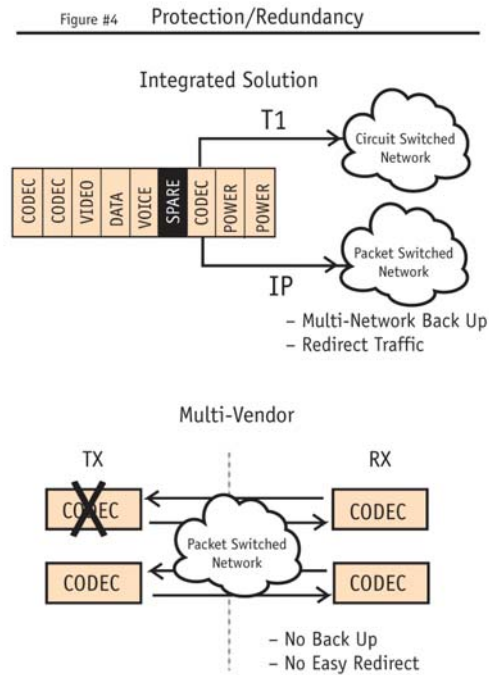 Figure #4 Protection/Redundancy
Integrated Solution
T1
Circuit Switched
Network
CODEC
CODEC
VIDEO
DATA
VOICE
SPARE
CODEC
POWER
POWER
Packet Switched
Network
IP
– Multi-Network Back Up
– Redirect Traffic
Multi-Vendor
TX
RX
CODEC
CODEC
Packet Switched
Network
CODEC
CODEC
– No Back Up
– No Easy Redirect